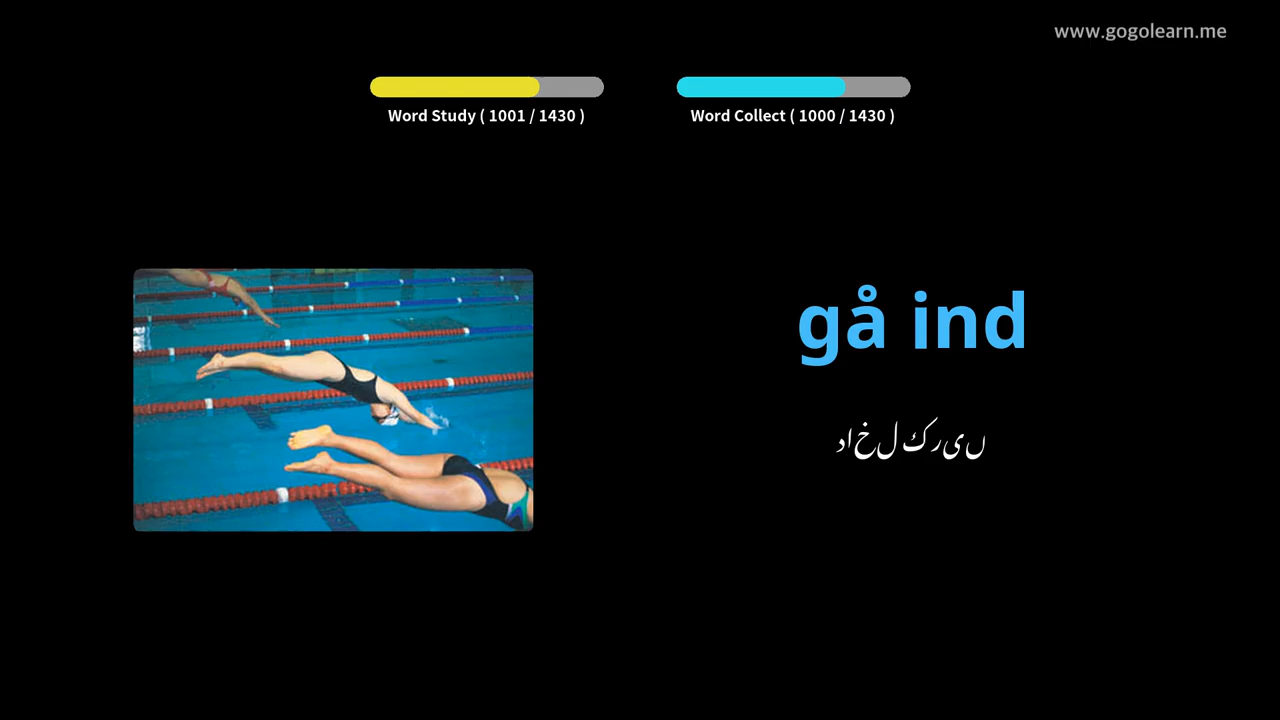 www.gogolearn.me
Word Study ( 1001 / 1430 )
Word Collect ( 1000 / 1430 )
gå ind
داخل کریں